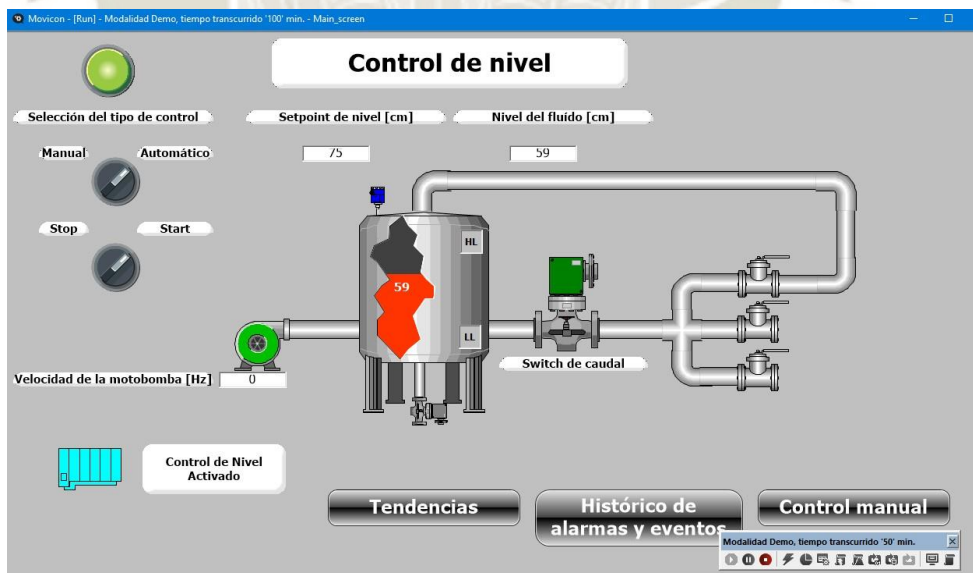 Movicon - [Run] - Modalidad Demo, tiempo transcurrido '100' min. - Main_screen
Control de nivel
Selección del tipo de control
Setpoint de nivel [cm]
Nivel del fluído [cm]
Manual
Automático
75
59
Stop
Start
HL
59
LL
Switch de caudal
Velocidad de la motobomba [Hz]
0
Control de Nivel
Activado
Tendencias
Histórico de
alarmas y eventos
Control manual
Modalidad Demo, tiempo transcurrido '50' min.